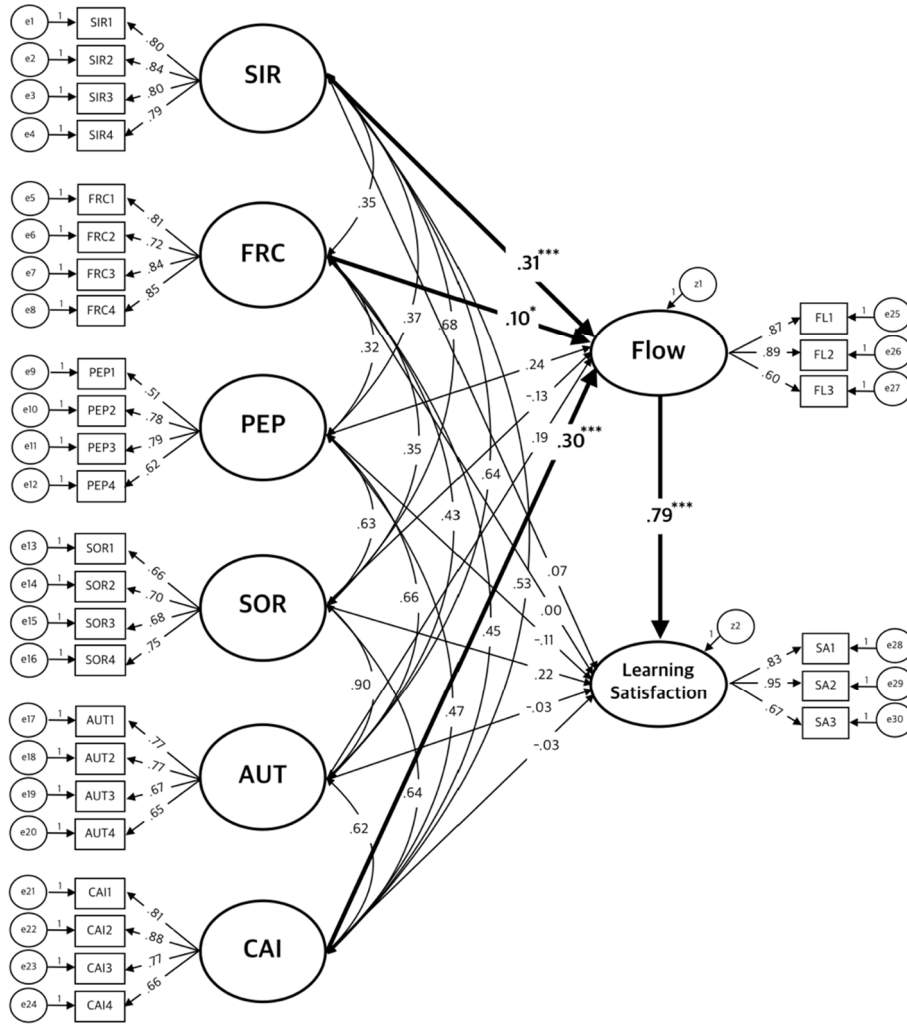 e1 1 SIR1 .80
e2 1 SIR2 .84
e3 1 SIR3 .80
e4 1 SIR4 .79
SIR
e5 1 FRC1 .81
e6 1 FRC2 .72
e7 1 FRC3 .84
e8 1 FRC4 .85
FRC
e9 1 PEP1 .51
e10 1 PEP2 .78
e11 1 PEP3 .79
e12 1 PEP4 .62
PEP
e13 1 SOR1 .66
e14 1 SOR2 .70
e15 1 SOR3 .68
e16 1 SOR4 .75
SOR
e17 1 AUT1 .77
e18 1 AUT2 .77
e19 1 AUT3 .67
e20 1 AUT4 .65
AUT
e21 1 CAI1 .81
e22 1 CAI2 .88
e23 1 CAI3 .77
e24 1 CAI4 .66
CAI
.35
.37
.68
.32
.35
.64
.43
.63
.53
.66
.45
.90
.47
.64
.62
.31***
.10*
.24
-.13
.19
.30***
.07
.00
-.11
.22
-.03
-.03
z1
1
Flow
.87 FL1 1 e25
.89 FL2 1 e26
.60 FL3 1 e27
.79***
z2
1
Learning
Satisfaction
.83 SA1 1 e28
.95 SA2 1 e29
.67 SA3 1 e30